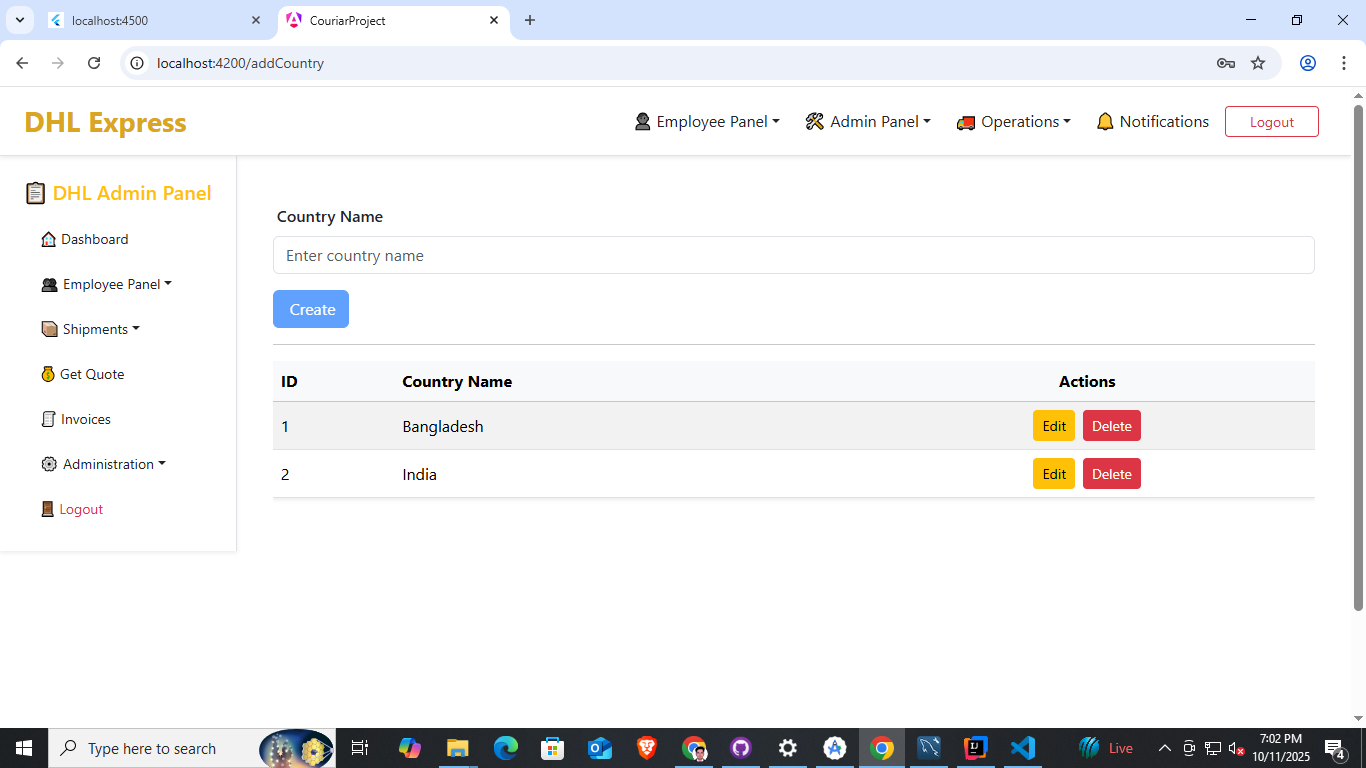 localhost:4500
CouriarProject
localhost:4200/addCountry
DHL Express
Employee Panel
Admin Panel
Operations
Notifications
Logout
DHL Admin Panel
Dashboard
Employee Panel
Shipments
Get Quote
Invoices
Administration
Logout
Country Name
Enter country name
Create
ID Country Name Actions
1 Bangladesh Edit Delete
2 India Edit Delete
Type here to search
Live
7:02 PM
10/11/2025
4